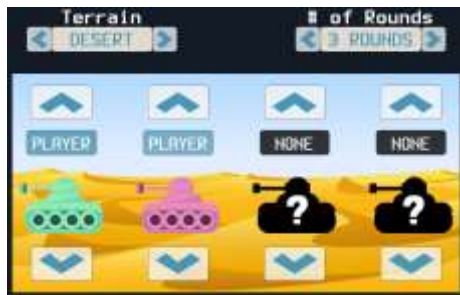 Terrain
# of Rounds
DESERT
3 ROUNDS
PLAYER
PLAYER
NONE
NONE
?
?